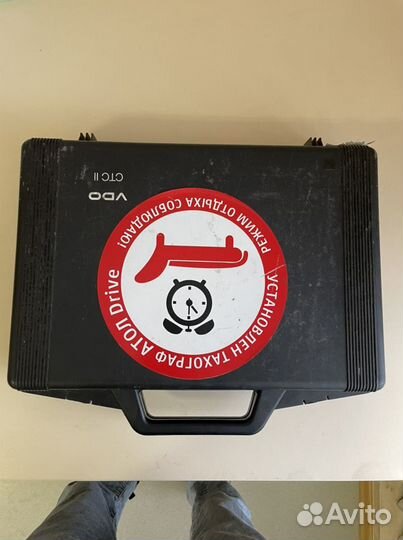 VDO
CTC II
УСТАНОВЛЕН ТАХОГРАФ АТОЛ Drive
РЕЖИМ ОТДЫХА СОБЛЮДАЮ!
Avito